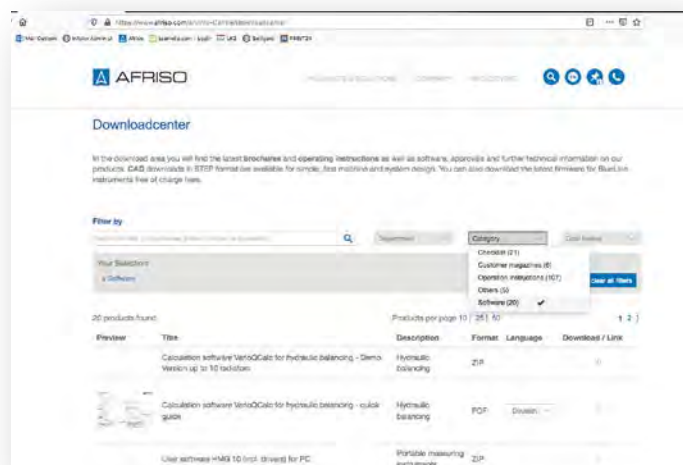 AFRISO
PRODUCTS & SOLUTIONS COMPANY
Downloadcenter
In the download area you will find the latest brochures and operating instructions as well as software, approvals and further technical information on our
products. CAD downloads in STEP format are available for simple, fast machine and system design. You can also download the latest firmware for BlueLine
instruments free of charge here.
Filter by
Department Category
Checklist (21)
Customer magazines (6)
Operation instructions (107)
Others (5)
Software (20)
Your Selection:
x Software
clear all filters
20 products found
Products per page 10 | 25 | 50
1 2
Preview Title Description Format Language Download / Link
Calculation software VarioQCalc for hydraulic balancing - Demo
Version up to 10 radiators
Hydraulic
balancing
ZIP
Calculation software VarioQCalc for hydraulic balancing - quick
guide
Hydraulic
balancing
PDF
Deutsch
User software HMG 10 (incl. drivers) for PC
Portable measuring
instruments
ZIP